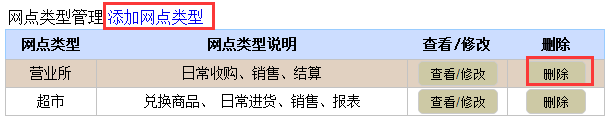 网点类型管理 添加网点类型
网点类型 网点类型说明 查看/修改 删除
营业所 日常收购、销售、结算 查看/修改 删除
超市 兑换商品、 日常进货、销售、报表 查看/修改 删除